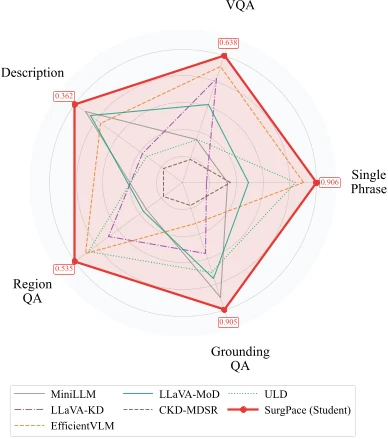 VQA
0.638
Description
0.362
Single
Phrase
0.906
Region
QA
0.535
0.905
Grounding
QA
MiniLLM
LLaVA-MoD
ULD
LLaVA-KD
CKD-MDSR
SurgPace (Student)
EfficientVLM